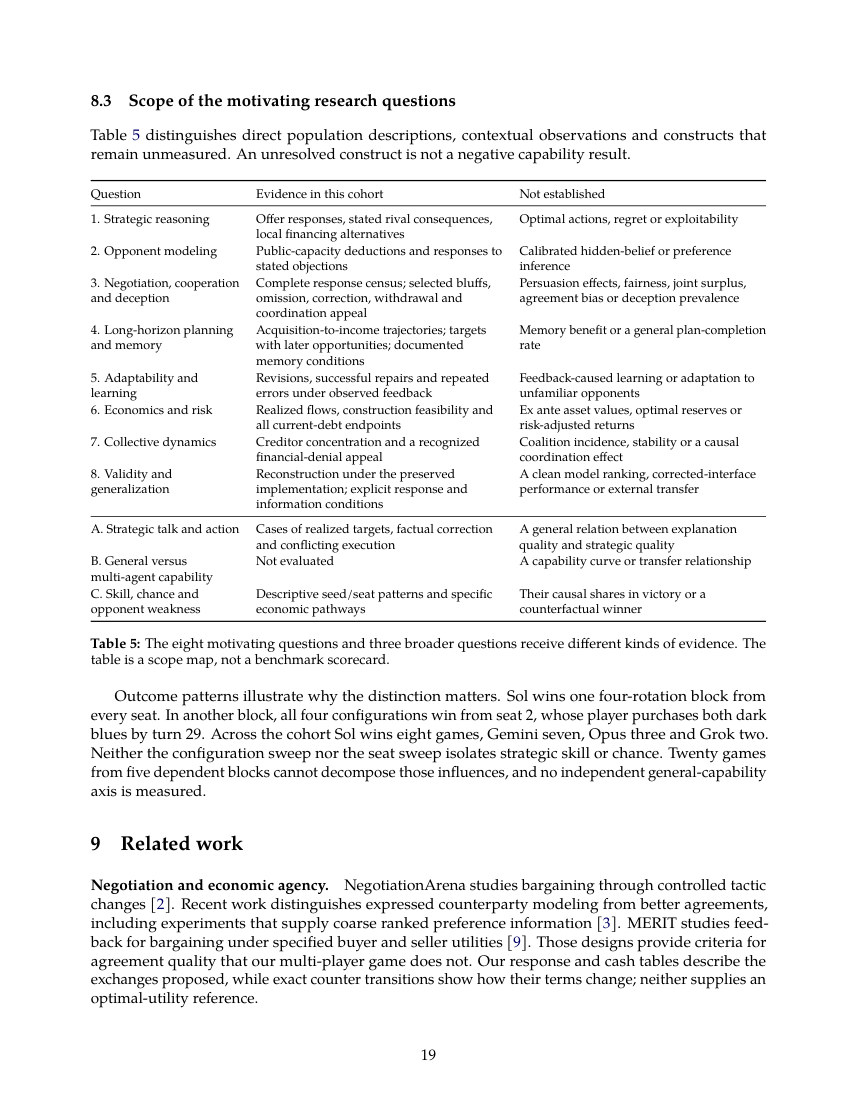 8.3 Scope of the motivating research questions
Table 5 distinguishes direct population descriptions, contextual observations and constructs that
remain unmeasured. An unresolved construct is not a negative capability result.
Question Evidence in this cohort Not established
1. Strategic reasoning Offer responses, stated rival consequences, Optimal actions, regret or exploitability
local financing alternatives
2. Opponent modeling Public-capacity deductions and responses to Calibrated hidden-belief or preference
stated objections inference
3. Negotiation, cooperation Complete response census; selected bluffs, Persuasion effects, fairness, joint surplus,
and deception omission, correction, withdrawal and agreement bias or deception prevalence
coordination appeal
4. Long-horizon planning Acquisition-to-income trajectories; targets Memory benefit or a general plan-completion
and memory with later opportunities; documented rate
memory conditions
5. Adaptability and Revisions, successful repairs and repeated Feedback-caused learning or adaptation to
learning errors under observed feedback unfamiliar opponents
6. Economics and risk Realized flows, construction feasibility and Ex ante asset values, optimal reserves or
all current-debt endpoints risk-adjusted returns
7. Collective dynamics Creditor concentration and a recognized Coalition incidence, stability or a causal
financial-denial appeal coordination effect
8. Validity and Reconstruction under the preserved A clean model ranking, corrected-interface
generalization implementation; explicit response and performance or external transfer
information conditions
A. Strategic talk and action Cases of realized targets, factual correction A general relation between explanation
and conflicting execution quality and strategic quality
B. General versus Not evaluated A capability curve or transfer relationship
multi-agent capability
C. Skill, chance and Descriptive seed/seat patterns and specific Their causal shares in victory or a
opponent weakness economic pathways counterfactual winner
Table 5: The eight motivating questions and three broader questions receive different kinds of evidence. The
table is a scope map, not a benchmark scorecard.
Outcome patterns illustrate why the distinction matters. Sol wins one four-rotation block from
every seat. In another block, all four configurations win from seat 2, whose player purchases both dark
blues by turn 29. Across the cohort Sol wins eight games, Gemini seven, Opus three and Grok two.
Neither the configuration sweep nor the seat sweep isolates strategic skill or chance. Twenty games
from five dependent blocks cannot decompose those influences, and no independent general-capability
axis is measured.
9 Related work
Negotiation and economic agency. NegotiationArena studies bargaining through controlled tactic
changes [2]. Recent work distinguishes expressed counterparty modeling from better agreements,
including experiments that supply coarse ranked preference information [3]. MERIT studies feed-
back for bargaining under specified buyer and seller utilities [9]. Those designs provide criteria for
agreement quality that our multi-player game does not. Our response and cash tables describe the
exchanges proposed, while exact counter transitions show how their terms change; neither supplies an
optimal-utility reference.
19